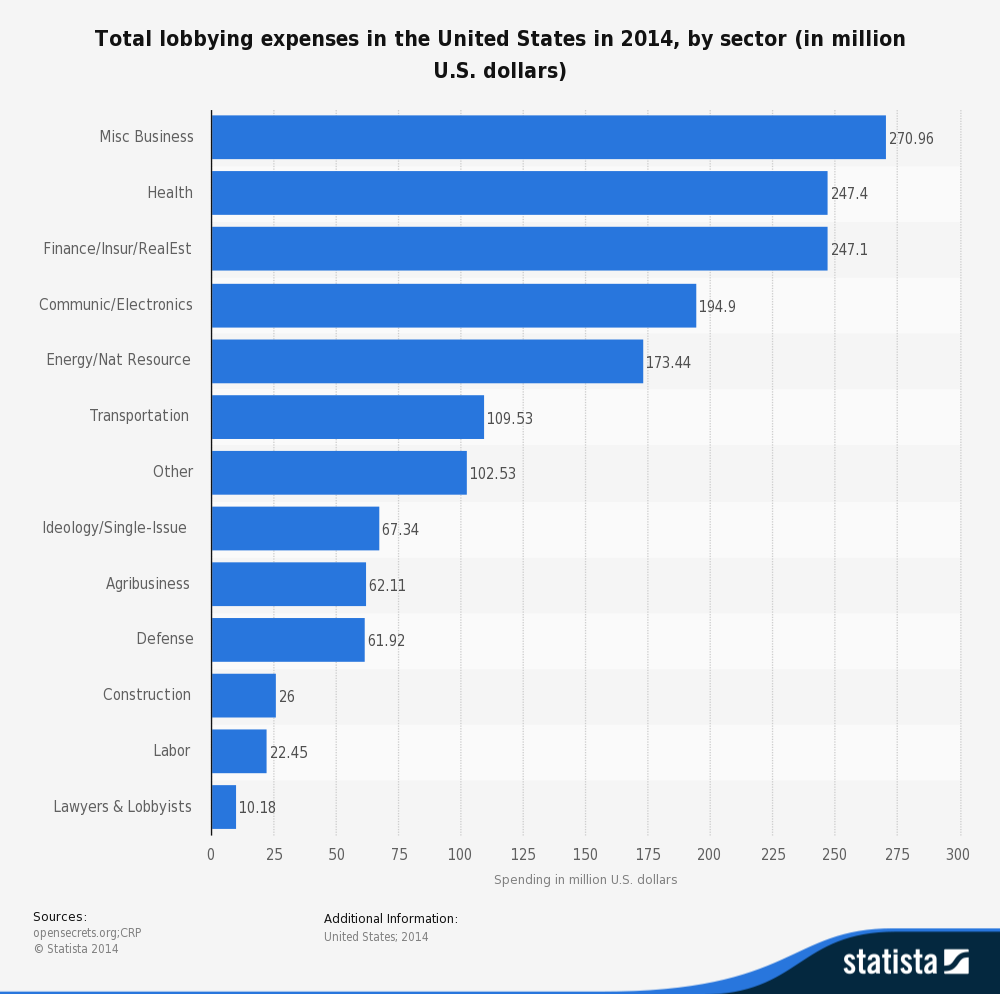 Total lobbying expenses in the United States in 2014, by sector (in million
U.S. dollars)
Misc Business 270.96
Health 247.4
Finance/Insur/RealEst 247.1
Communic/Electronics 194.9
Energy/Nat Resource 173.44
Transportation 109.53
Other 102.53
Ideology/Single-Issue 67.34
Agribusiness 62.11
Defense 61.92
Construction 26
Labor 22.45
Lawyers & Lobbyists 10.18
0 25 50 75 100 125 150 175 200 225 250 275 300
Spending in million U.S. dollars
Sources:
opensecrets.org;CRP
© Statista 2014
Additional Information:
United States; 2014
statista